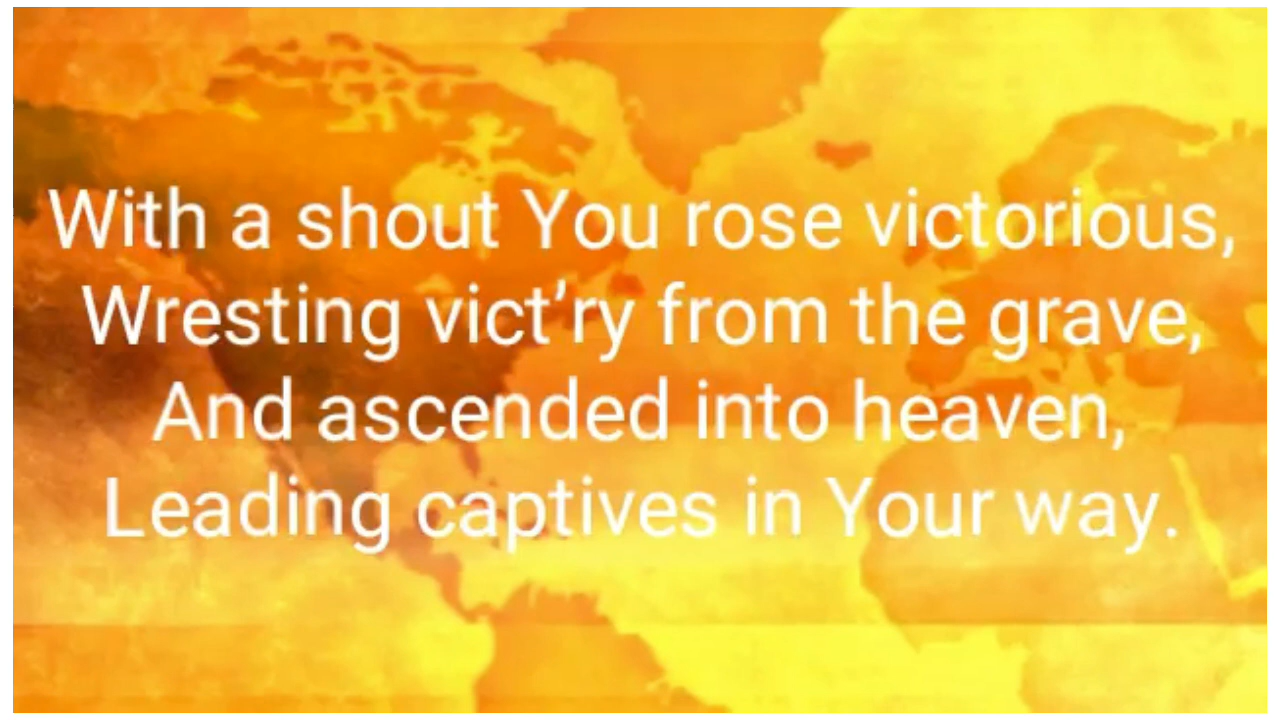 With a shout You rose victorious,
Wresting vict’ry from the grave,
And ascended into heaven,
Leading captives in Your way.